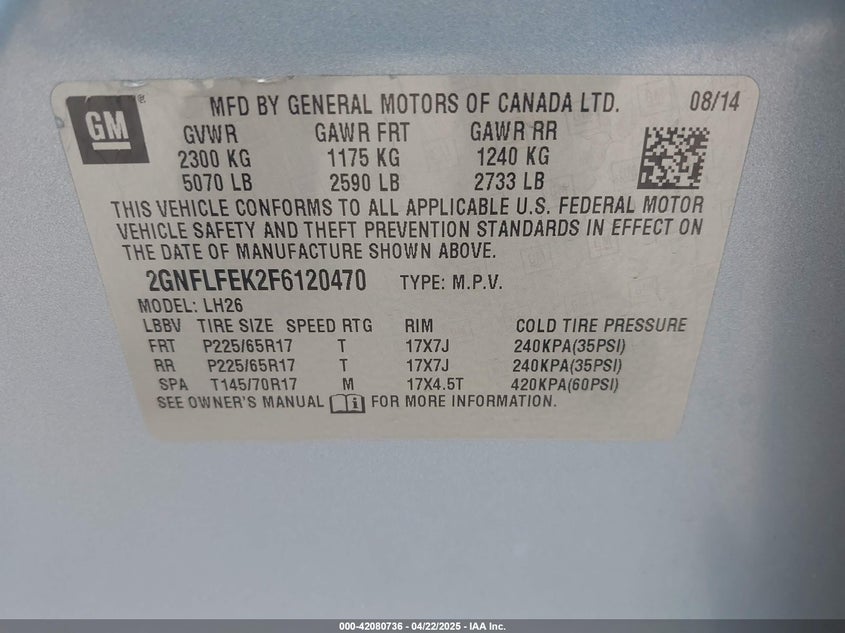 GM® MFD BY GENERAL MOTORS OF CANADA LTD. 08/14
GVWR GAWR FRT GAWR RR
2300 KG 1175 KG 1240 KG
5070 LB 2590 LB 2733 LB
THIS VEHICLE CONFORMS TO ALL APPLICABLE U.S. FEDERAL MOTOR
VEHICLE SAFETY AND THEFT PREVENTION STANDARDS IN EFFECT ON
THE DATE OF MANUFACTURE SHOWN ABOVE.
2GNFLFEK2F6120470 TYPE: M.P.V.
MODEL: LH26
LBBV TIRE SIZE SPEED RTG RIM COLD TIRE PRESSURE
FRT P225/65R17 T 17X7J 240KPA(35PSI)
RR P225/65R17 T 17X7J 240KPA(35PSI)
SPA T145/70R17 M 17X4.5T 420KPA(60PSI)
SEE OWNER'S MANUAL FOR MORE INFORMATION.
000-42080736 - 04/22/2025 - IAA Inc.